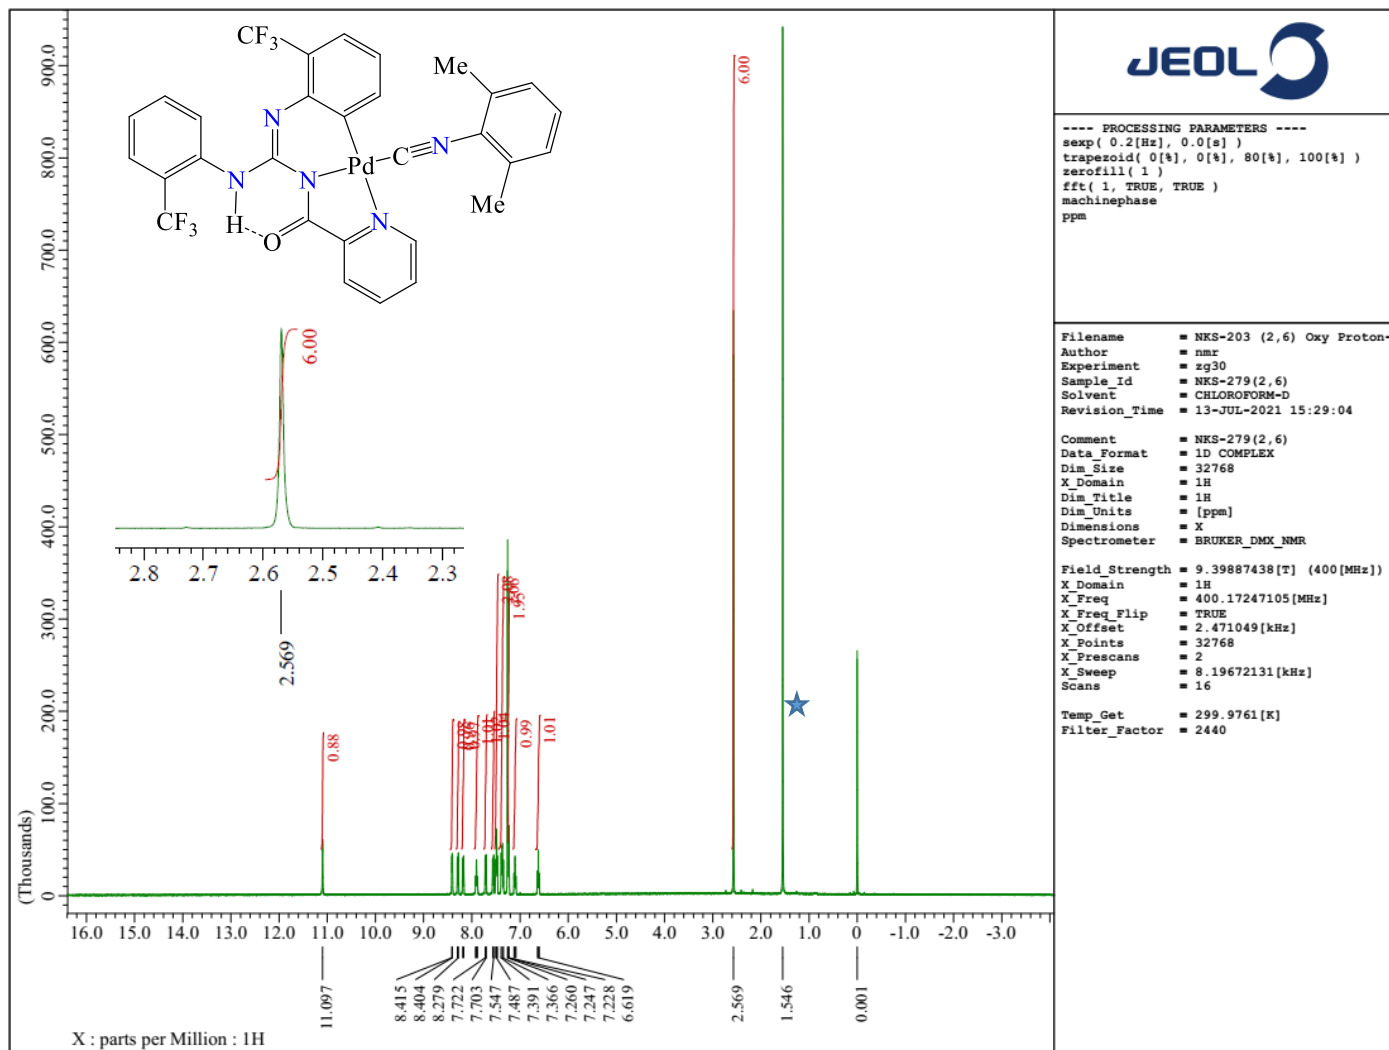 JEOL
---- PROCESSING PARAMETERS ----
sexp( 0.2[Hz], 0.0[s] )
trapezoid( 0[%], 0[%], 80[%], 100[%] )
zerofill( 1 )
fft( 1, TRUE, TRUE )
machinephase
ppm
Filename = NKS-203 (2,6) Oxy Proton-
Author = nmr
Experiment = zg30
Sample_Id = NKS-279(2,6)
Solvent = CHLOROFORM-D
Revision_Time = 13-JUL-2021 15:29:04
Comment = NKS-279(2,6)
Data_Format = 1D COMPLEX
Dim_Size = 32768
X_Domain = 1H
Dim_Title = 1H
Dim_Units = [ppm]
Dimensions = X
Spectrometer = BRUKER_DMX_NMR
Field_Strength = 9.39887438[T] (400[MHz])
X_Domain = 1H
X_Freq = 400.17247105[MHz]
X_Freq_Flip = TRUE
X_Offset = 2.471049[kHz]
X_Points = 32768
X_Prescans = 2
X_Sweep = 8.19672131[kHz]
Scans = 16
Temp_Get = 299.9761[K]
Filter_Factor = 2440
CF3
Me
N
Pd
C
N
N
N
N
Me
CF3
H
O
900.0
800.0
700.0
600.0
500.0
400.0
300.0
200.0
100.0
0
(Thousands)
6.00
2.8 2.7 2.6 2.5 2.4 2.3
2.569
6.00
0.88
1.95
0.99
1.01
16.0 15.0 14.0 13.0 12.0 11.0 10.0 9.0 8.0 7.0 6.0 5.0 4.0 3.0 2.0 1.0 0 -1.0 -2.0 -3.0
11.097
8.415
8.404
8.279
7.722
7.703
7.547
7.487
7.391
7.366
7.260
7.247
7.228
6.619
2.569
1.546
0.001
X : parts per Million : 1H